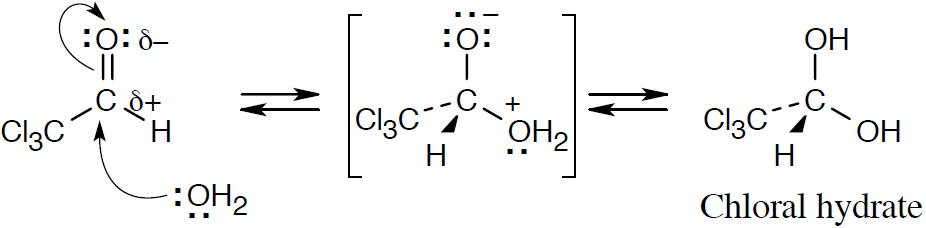 :O: δ– :O:– OH
C δ+ Cl3C C + Cl3C C
Cl3C H OH2 OH
H H
:OH2 Chloral hydrate